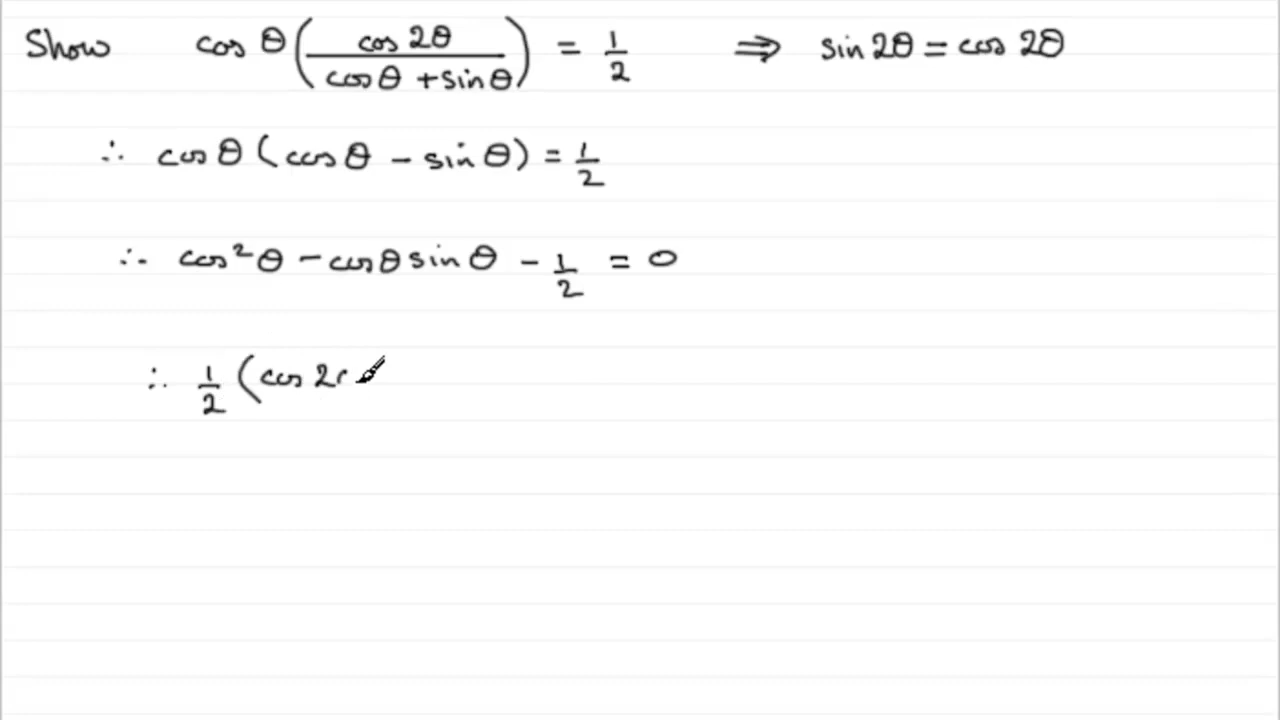 Show cos θ (cos 2θ / (cos θ + sin θ)) = 1/2 ⇒ sin 2θ = cos 2θ
∴ cos θ (cos θ − sin θ) = 1/2
∴ cos² θ − cos θ sin θ − 1/2 = 0
∴ 1/2 (cos 2